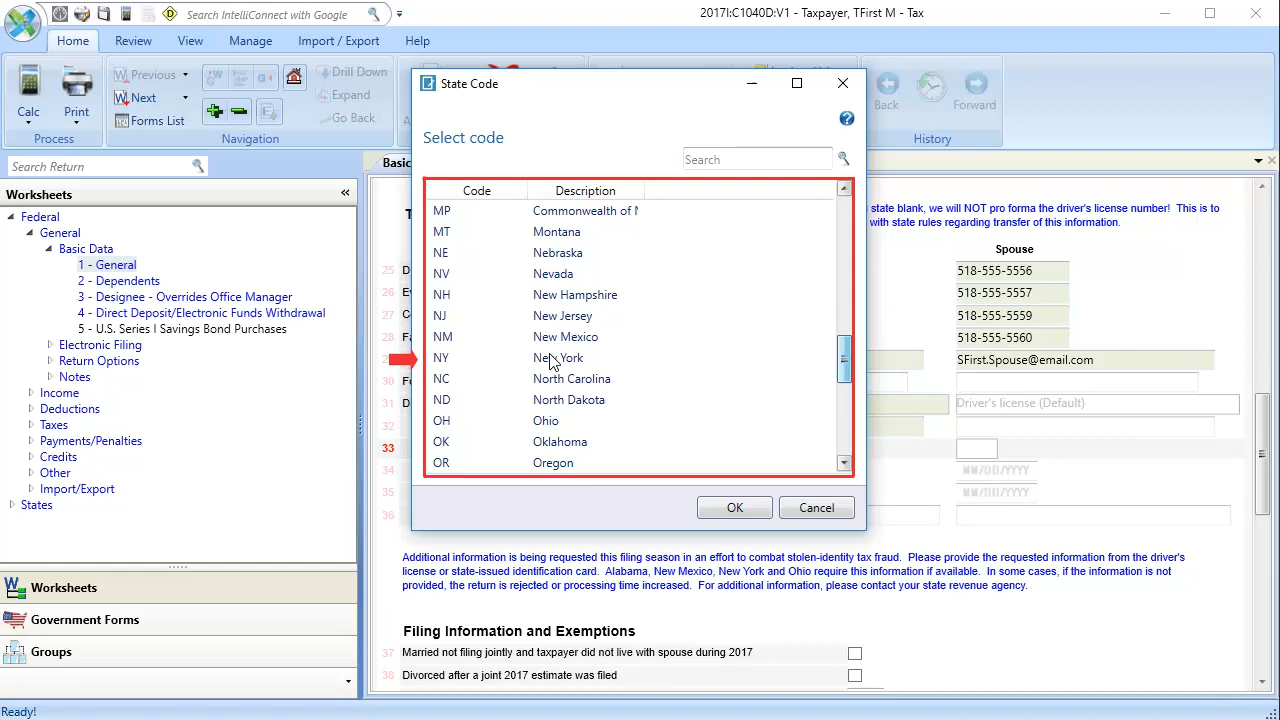 Search IntelliConnect with Google
2017I:C1040D:V1 - Taxpayer, TFirst M - Tax
Home Review View Manage Import / Export Help
Calc
Print
Process
Previous
Next
Forms List
Drill Down
Expand
Go Back
Navigation
Back
Forward
History
Search Return
Worksheets
Federal
General
Basic Data
1 - General
2 - Dependents
3 - Designee - Overrides Office Manager
4 - Direct Deposit/Electronic Funds Withdrawal
5 - U.S. Series I Savings Bond Purchases
Electronic Filing
Return Options
Notes
Income
Deductions
Taxes
Payments/Penalties
Credits
Other
Import/Export
States
Worksheets
Government Forms
Groups
Ready!
State Code
Select code
Search
Code Description
MP Commonwealth of
MT Montana
NE Nebraska
NV Nevada
NH New Hampshire
NJ New Jersey
NM New Mexico
NY New York
NC North Carolina
ND North Dakota
OH Ohio
OK Oklahoma
OR Oregon
OK Cancel
Basic
state blank, we will NOT pro forma the driver's license number! This is to
with state rules regarding transfer of this information.
Spouse
25 518-555-5556
26 518-555-5557
27 518-555-5559
28 518-555-5560
SFirst.Spouse@email.com
30
31 Driver's license (Default)
32
33
34 MM/DD/YYYY
35 MM/DD/YYYY
36
Additional information is being requested this filing season in an effort to combat stolen-identity tax fraud. Please provide the requested information from the driver's
license or state-issued identification card. Alabama, New Mexico, New York and Ohio require this information if available. In some cases, if the information is not
provided, the return is rejected or processing time increased. For additional information, please contact your state revenue agency.
Filing Information and Exemptions
37 Married not filing jointly and taxpayer did not live with spouse during 2017
38 Divorced after a joint 2017 estimate was filed